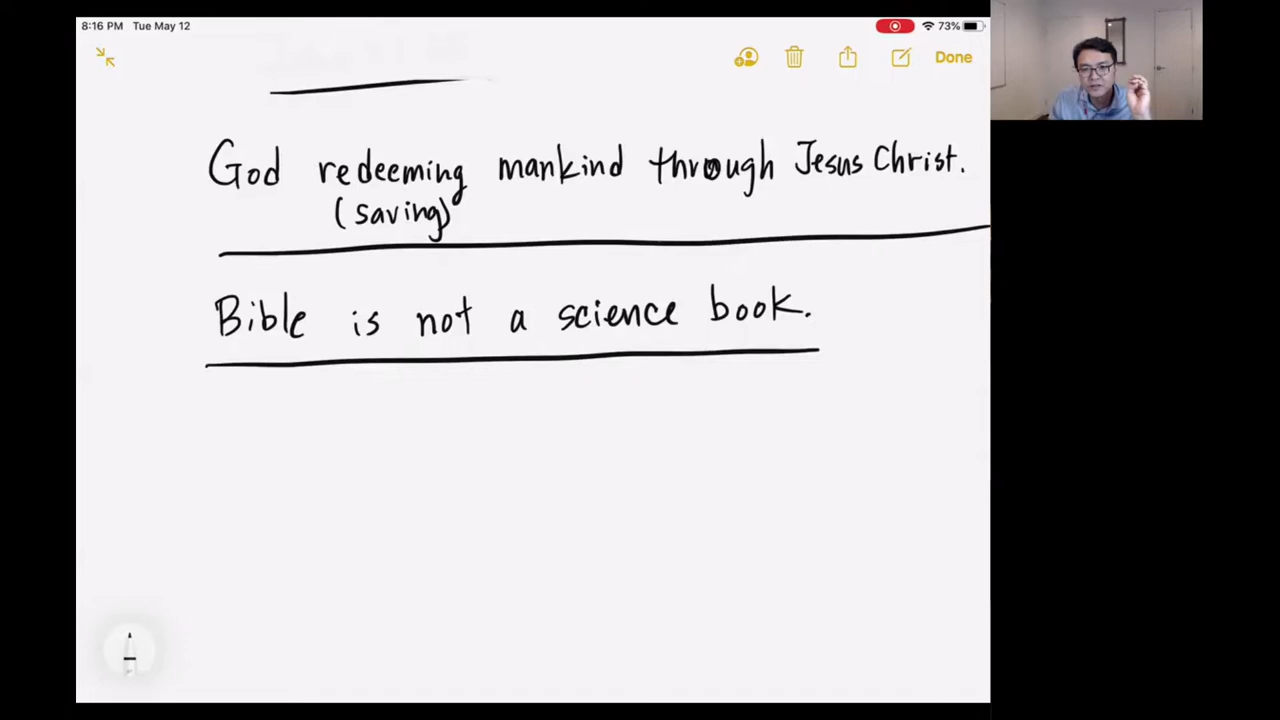 8:16 PM Tue May 12
73%
Done
God redeeming mankind through Jesus Christ.
(saving)
Bible is not a science book.